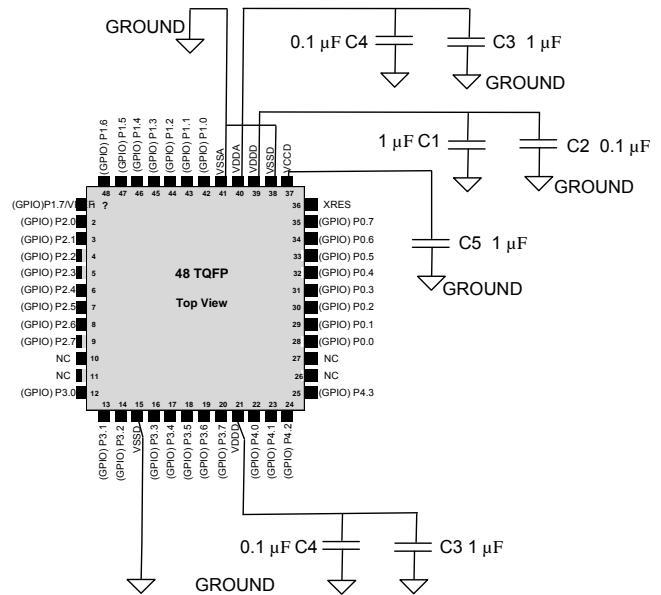 GROUND
0.1 µF C4
C3 1 µF
GROUND
1 µF C1
C2 0.1 µF
GROUND
C5 1 µF
GROUND
(GPIO) P1.6
(GPIO) P1.5
(GPIO) P1.4
(GPIO) P1.3
(GPIO) P1.2
(GPIO) P1.1
(GPIO) P1.0
VSSA
VDDA
VDDD
VSSD
VCCD
48 47 46 45 44 43 42 41 40 39 38 37
?
(GPIO)P1.7/V
(GPIO) P2.0 2
(GPIO) P2.1 3
(GPIO) P2.2 4
(GPIO) P2.3 5
(GPIO) P2.4 6
(GPIO) P2.5 7
(GPIO) P2.6 8
(GPIO) P2.7 9
NC 10
NC 11
(GPIO) P3.0 12
48 TQFP
Top View
36 XRES
35 (GPIO) P0.7
34 (GPIO) P0.6
33 (GPIO) P0.5
32 (GPIO) P0.4
31 (GPIO) P0.3
30 (GPIO) P0.2
29 (GPIO) P0.1
28 (GPIO) P0.0
27 NC
26 NC
25 (GPIO) P4.3
13 14 15 16 17 18 19 20 21 22 23 24
(GPIO) P3.1
(GPIO) P3.2
VSSD
(GPIO) P3.3
(GPIO) P3.4
(GPIO) P3.5
(GPIO) P3.6
(GPIO) P3.7
VDDD
(GPIO) P4.0
(GPIO) P4.1
(GPIO) P4.2
0.1 µF C4
C3 1 µF
GROUND